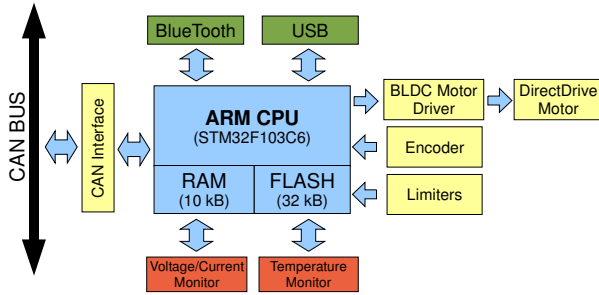 BlueTooth
USB
CAN BUS
CAN Interface
ARM CPU
(STM32F103C6)
RAM
(10 kB)
FLASH
(32 kB)
BLDC Motor
Driver
DirectDrive
Motor
Encoder
Limiters
Voltage/Current
Monitor
Temperature
Monitor